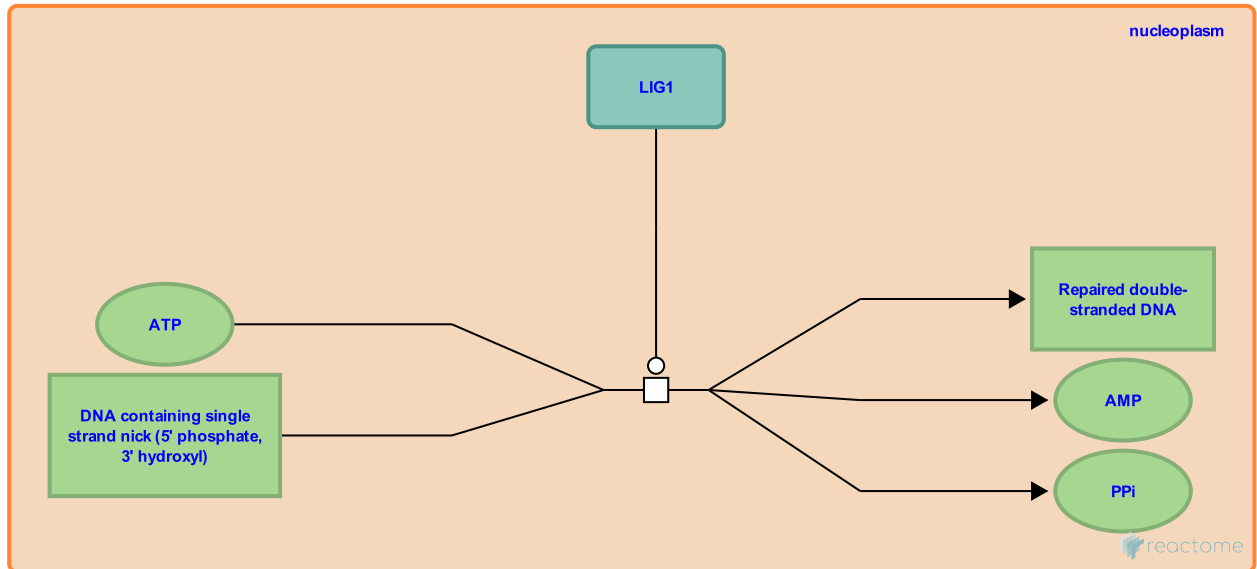 nucleoplasm
LIG1
ATP
DNA containing single
strand nick (5' phosphate,
3' hydroxyl)
Repaired double-
stranded DNA
AMP
PPi
reactome